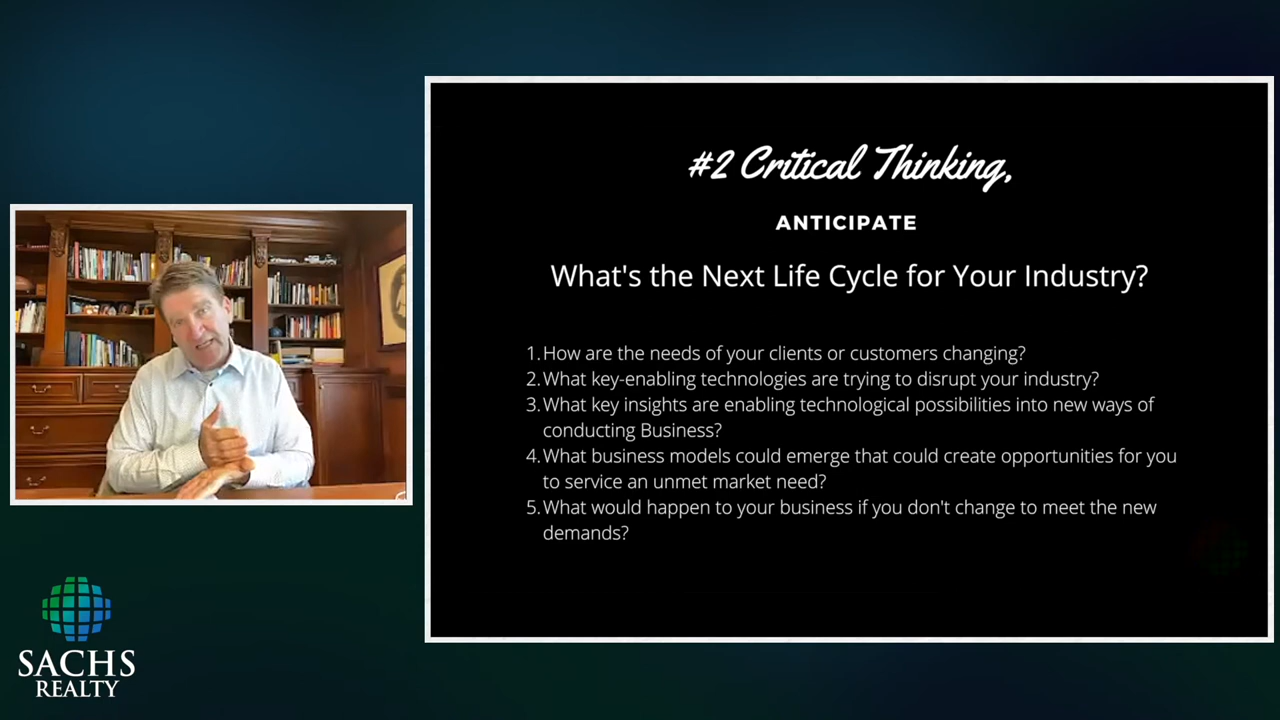 #2 Critical Thinking,
ANTICIPATE
What's the Next Life Cycle for Your Industry?
1. How are the needs of your clients or customers changing?
2. What key-enabling technologies are trying to disrupt your industry?
3. What key insights are enabling technological possibilities into new ways of
conducting Business?
4. What business models could emerge that could create opportunities for you
to service an unmet market need?
5. What would happen to your business if you don't change to meet the new
demands?
SACHS
REALTY